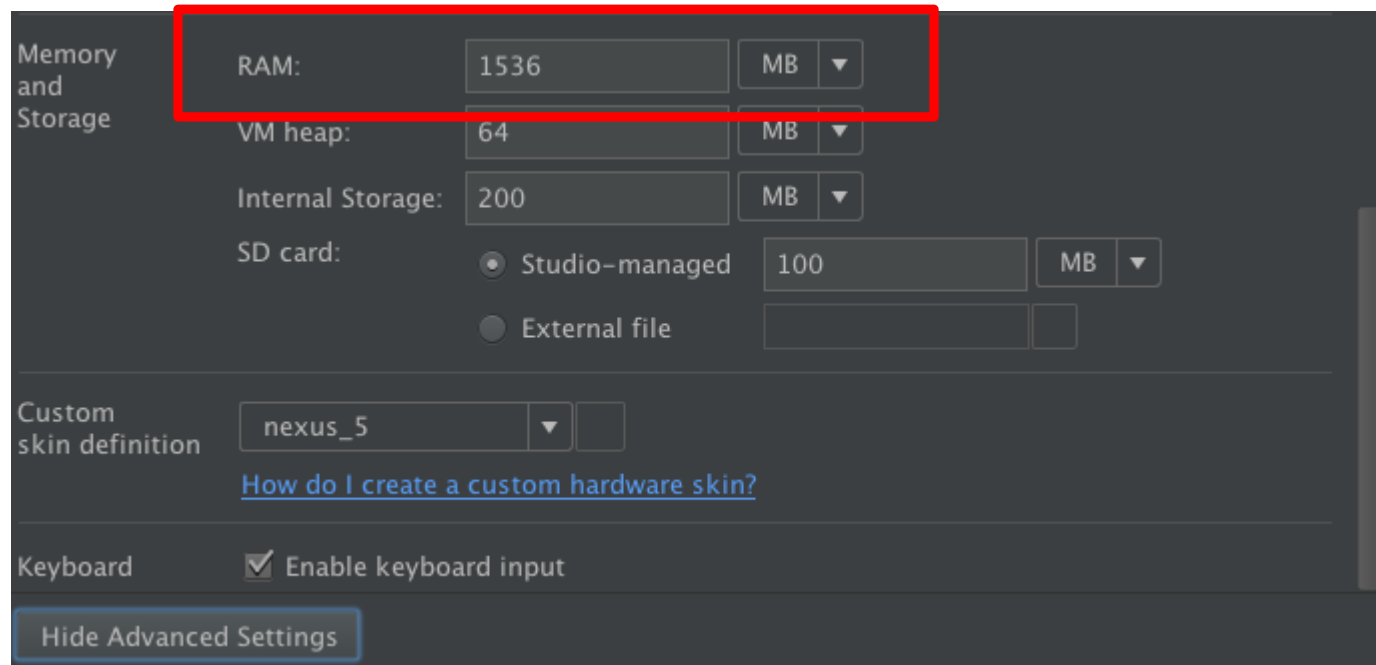 Memory
and
Storage
RAM: 1536 MB
VM heap: 64 MB
Internal Storage: 200 MB
SD card: Studio-managed 100 MB
External file
Custom
skin definition
nexus_5
How do I create a custom hardware skin?
Keyboard Enable keyboard input
Hide Advanced Settings